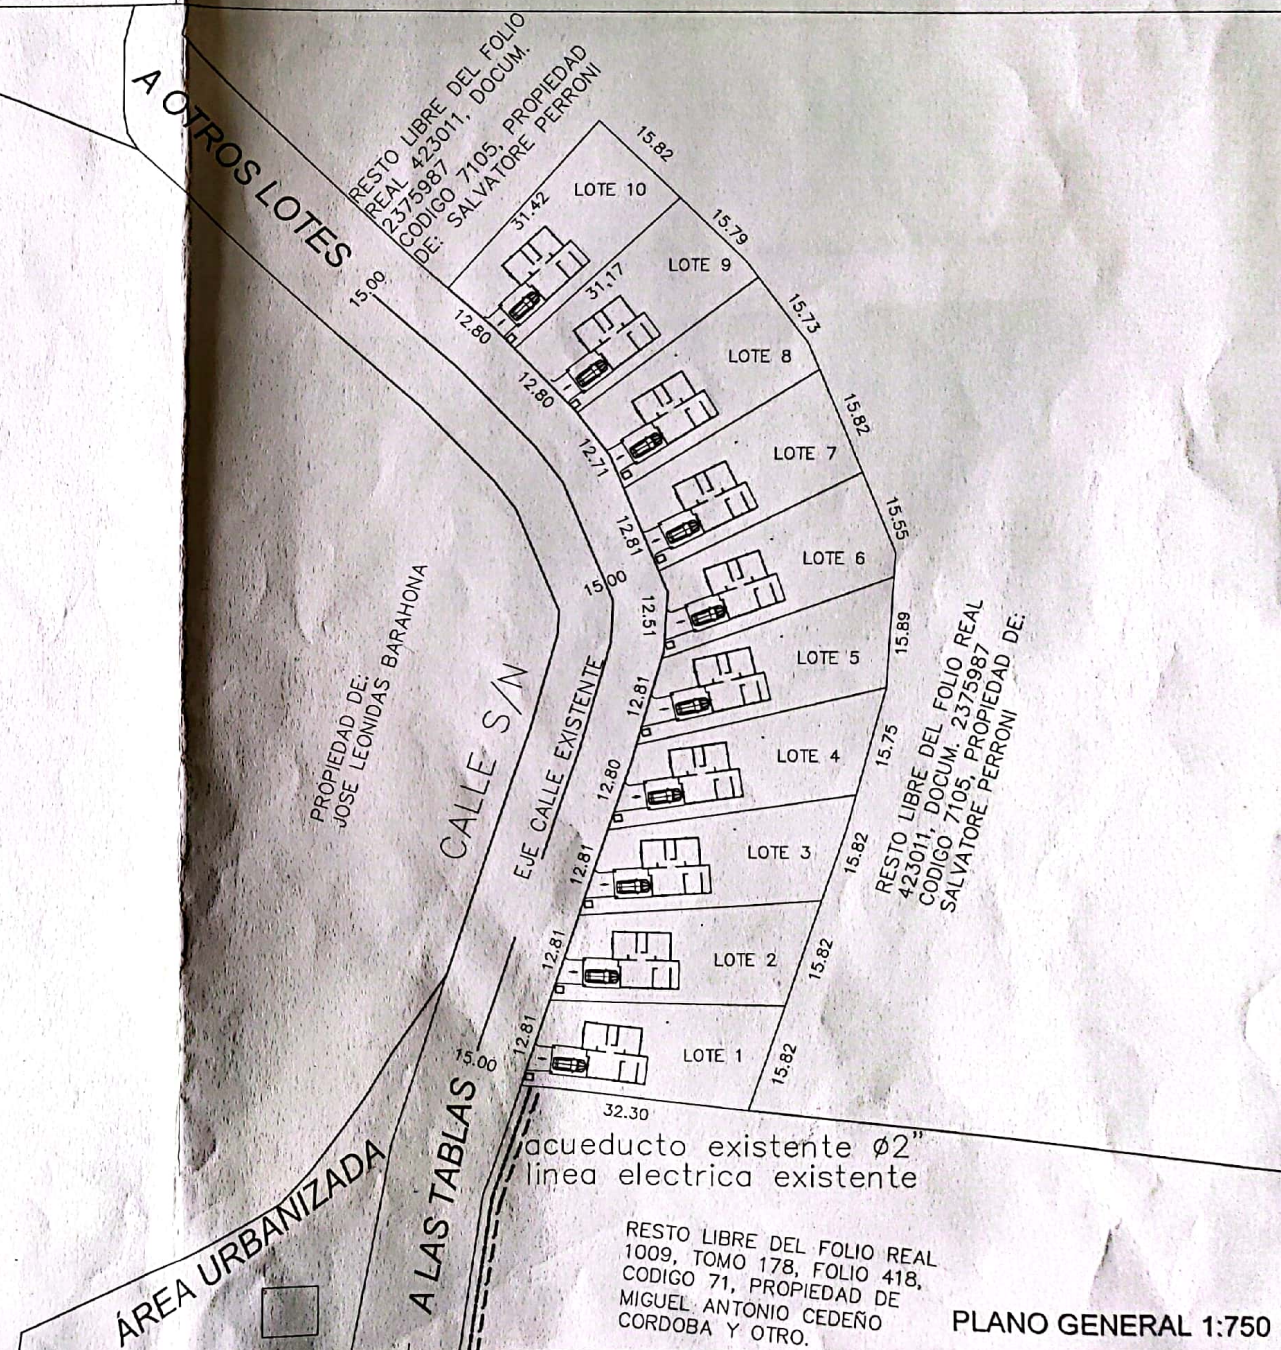 RESTO LIBRE DEL FOLIO
REAL 423011, DOCUM.
2375987
CODIGO 7105, PROPIEDAD
DE: SALVATORE PERRONI
A OTROS LOTES
15.00
15.82
LOTE 10
31.42
12.80
15.79
LOTE 9
31,17
12.80
15.73
LOTE 8
12.71
15.82
LOTE 7
12.81
15.55
LOTE 6
15.00
12.51
15.89
LOTE 5
12.81
15.75
LOTE 4
12.80
15.82
LOTE 3
12.81
15.82
LOTE 2
12.81
15.82
LOTE 1
12.81
15.00
32.30
PROPIEDAD DE:
JOSE LEONIDAS BARAHONA
CALLE S/N
EJE CALLE EXISTENTE
RESTO LIBRE DEL FOLIO REAL
423011, DOCUM. 2375987
CODIGO 7105, PROPIEDAD DE:
SALVATORE PERRONI
A LAS TABLAS
ÁREA URBANIZADA
acueducto existente Ø2"
linea electrica existente
RESTO LIBRE DEL FOLIO REAL
1009, TOMO 178, FOLIO 418,
CODIGO 71, PROPIEDAD DE
MIGUEL ANTONIO CEDEÑO
CORDOBA Y OTRO.
PLANO GENERAL 1:750